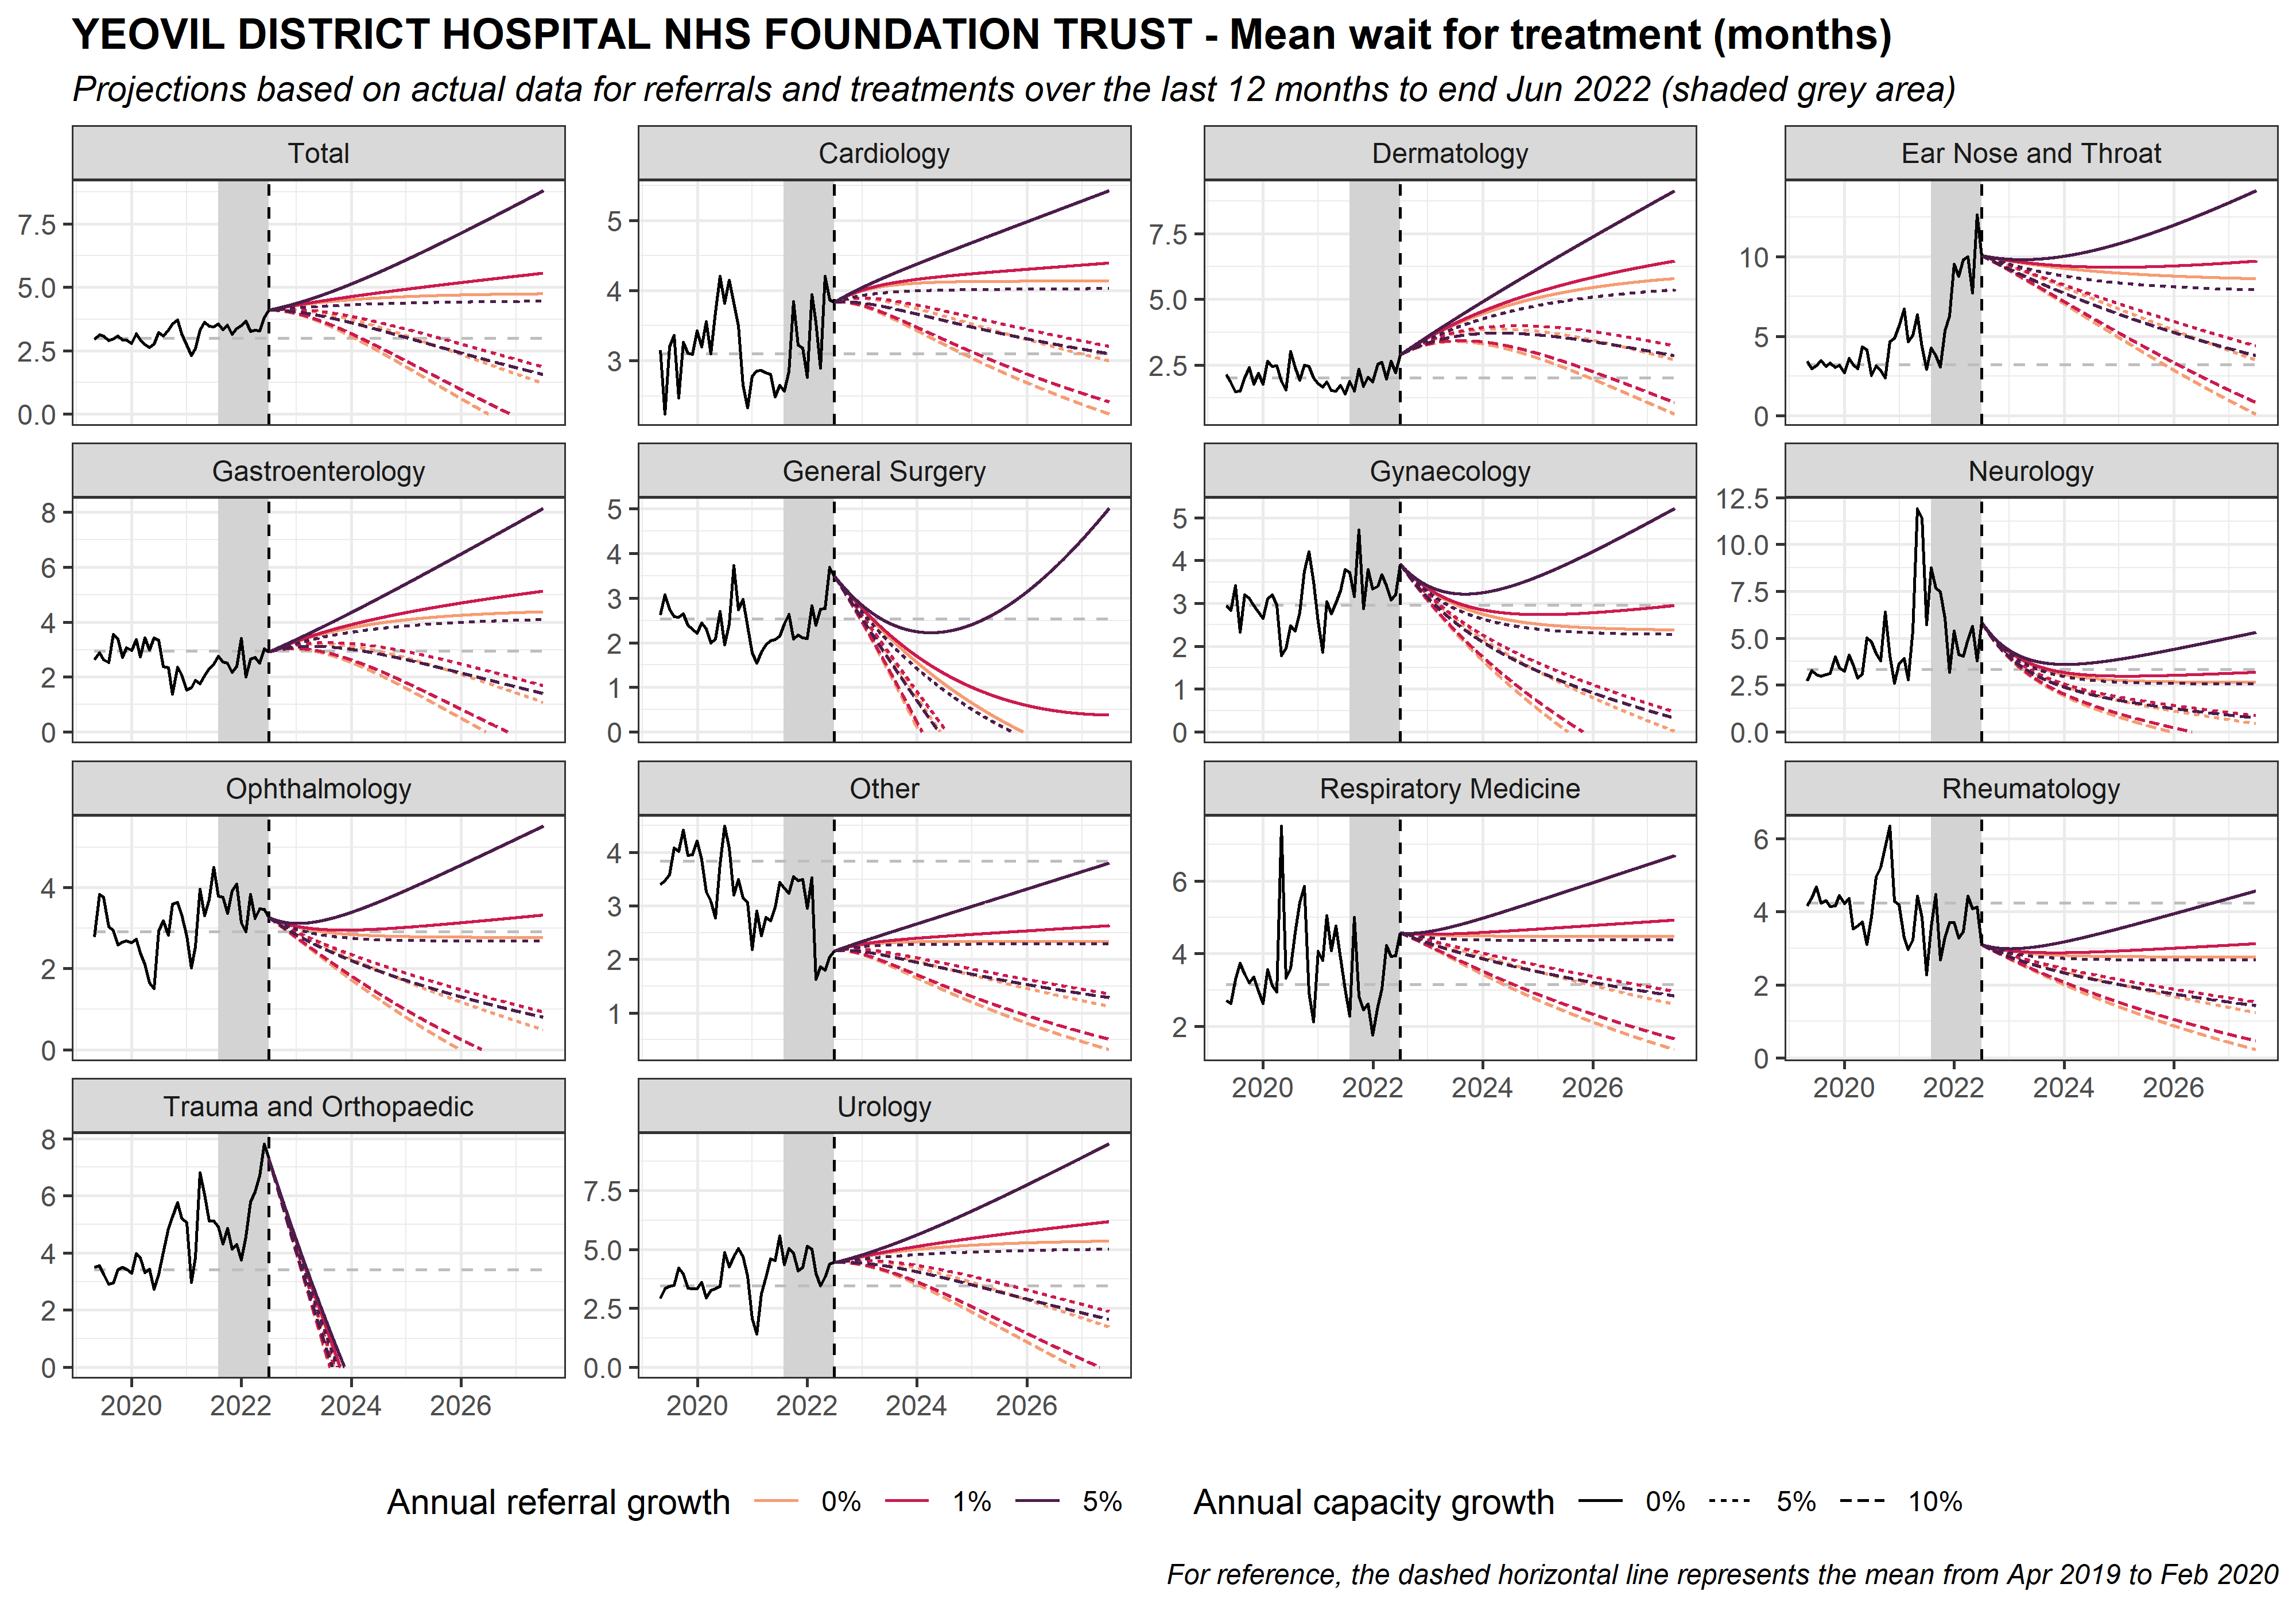 YEOVIL DISTRICT HOSPITAL NHS FOUNDATION TRUST - Mean wait for treatment (months)
Projections based on actual data for referrals and treatments over the last 12 months to end Jun 2022 (shaded grey area)
Total
Cardiology
Dermatology
Ear Nose and Throat
7.5
5.0
2.5
0.0
5
4
3
7.5
5.0
2.5
10
5
0
Gastroenterology
General Surgery
Gynaecology
Neurology
8
6
4
2
0
5
4
3
2
1
0
5
4
3
2
1
0
12.5
10.0
7.5
5.0
2.5
0.0
Ophthalmology
Other
Respiratory Medicine
Rheumatology
4
2
0
4
3
2
1
6
4
2
6
4
2
0
2020 2022 2024 2026
2020 2022 2024 2026
Trauma and Orthopaedic
Urology
8
6
4
2
0
7.5
5.0
2.5
0.0
2020 2022 2024 2026
2020 2022 2024 2026
Annual referral growth 0% 1% 5% Annual capacity growth 0% 5% 10%
For reference, the dashed horizontal line represents the mean from Apr 2019 to Feb 2020